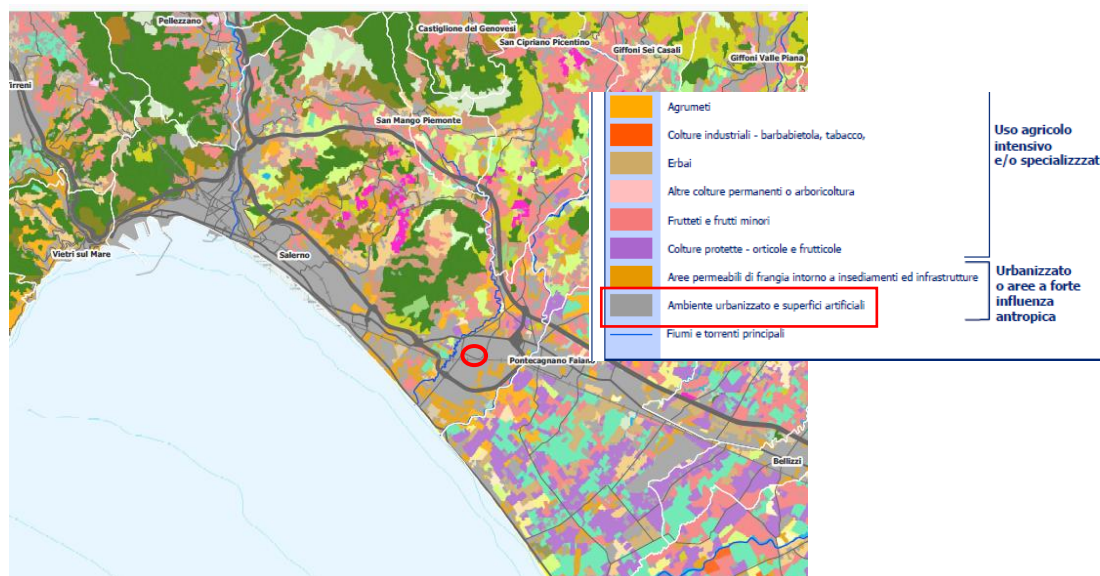 Pellezzano
Castiglione del Genovesi
San Cipriano Picentino
Giffoni Sei Casali
Giffoni Valle Piana
irreni
San Mango Piemonte
Vietri sul Mare
Salerno
Pontecagnano Faiano
Bellizzi
Agrumeti
Colture industriali - barbabietola, tabacco,
Erbai
Altre colture permanenti o arboricoltura
Frutteti e frutti minori
Colture protette - orticole e frutticole
Aree permeabili di frangia intorno a insediamenti ed infrastrutture
Ambiente urbanizzato e superfici artificiali
Fiumi e torrenti principali
Uso agricolo
intensivo
e/o specializzzat
Urbanizzato
o aree a forte
influenza
antropica